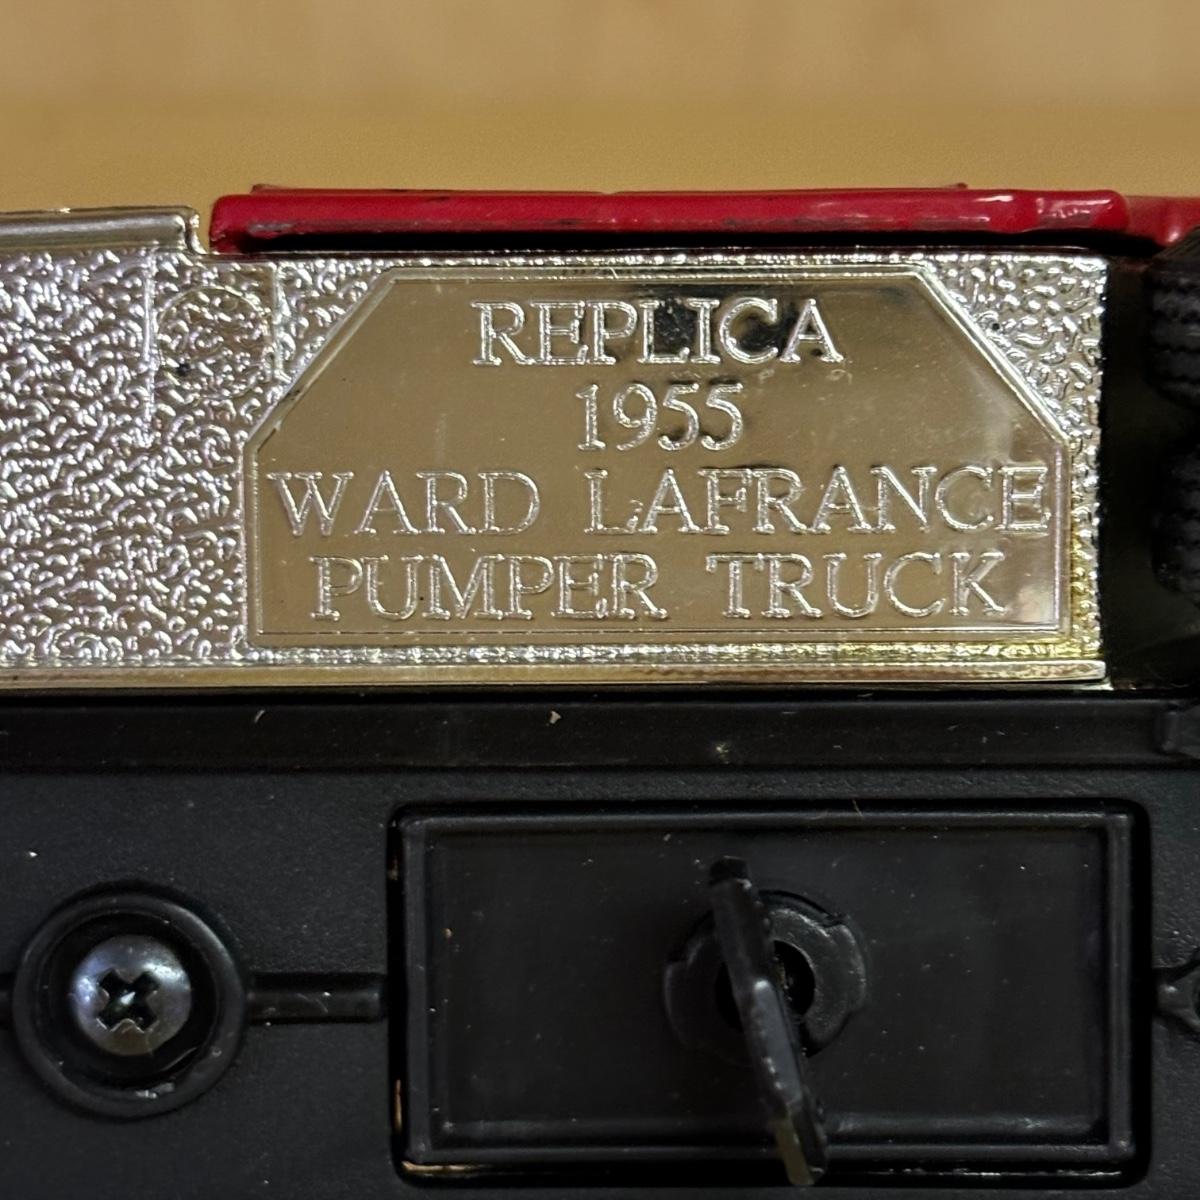 REPLICA
1955
WARD LAFRANCE
PUMPER TRUCK